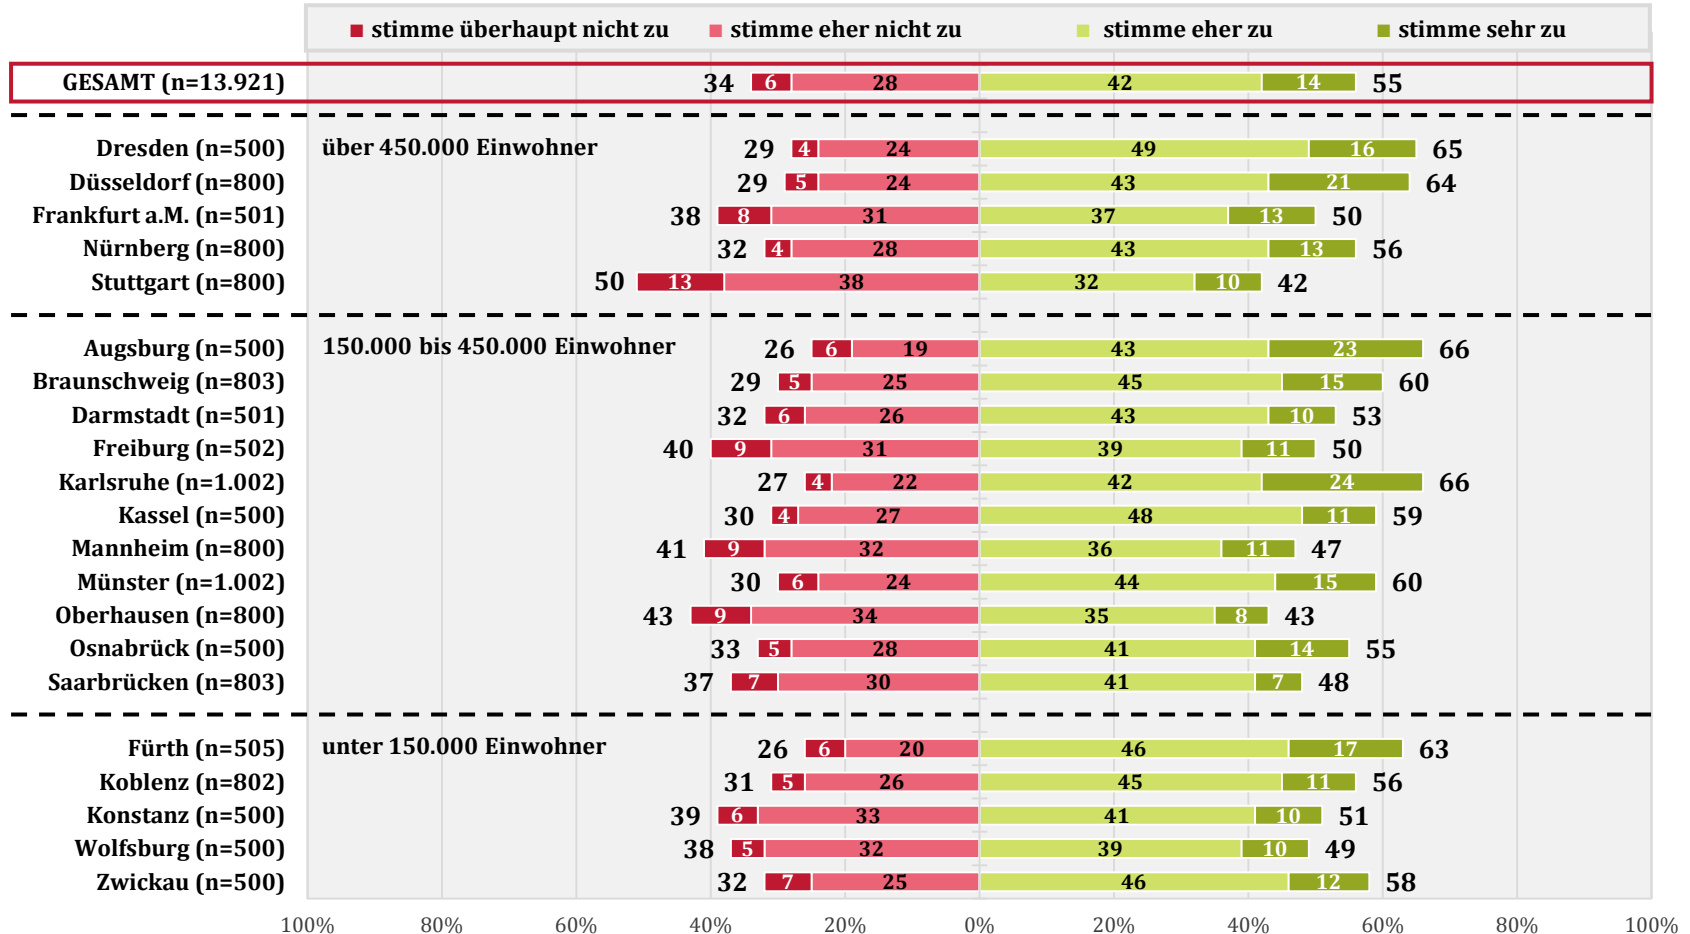 stimme überhaupt nicht zu stimme eher nicht zu stimme eher zu stimme sehr zu
GESAMT (n=13.921) 34 6 28 42 14 55
über 450.000 Einwohner
Dresden (n=500) 29 4 24 49 16 65
Düsseldorf (n=800) 29 5 24 43 21 64
Frankfurt a.M. (n=501) 38 8 31 37 13 50
Nürnberg (n=800) 32 4 28 43 13 56
Stuttgart (n=800) 50 13 38 32 10 42
150.000 bis 450.000 Einwohner
Augsburg (n=500) 26 6 19 43 23 66
Braunschweig (n=803) 29 5 25 45 15 60
Darmstadt (n=501) 32 6 26 43 10 53
Freiburg (n=502) 40 9 31 39 11 50
Karlsruhe (n=1.002) 27 4 22 42 24 66
Kassel (n=500) 30 4 27 48 11 59
Mannheim (n=800) 41 9 32 36 11 47
Münster (n=1.002) 30 6 24 44 15 60
Oberhausen (n=800) 43 9 34 35 8 43
Osnabrück (n=500) 33 5 28 41 14 55
Saarbrücken (n=803) 37 7 30 41 7 48
unter 150.000 Einwohner
Fürth (n=505) 26 6 20 46 17 63
Koblenz (n=802) 31 5 26 45 11 56
Konstanz (n=500) 39 6 33 41 10 51
Wolfsburg (n=500) 38 5 32 39 10 49
Zwickau (n=500) 32 7 25 46 12 58
100% 80% 60% 40% 20% 0% 20% 40% 60% 80% 100%